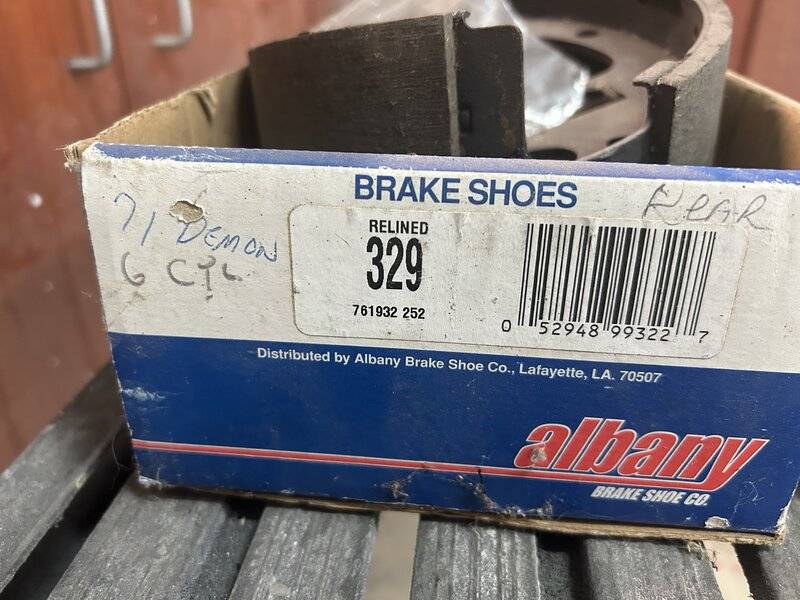 BRAKE SHOES
REAR
71 DEMON
6 CYL
RELINED
329
761932 252
0 52948 99322 7
Distributed by Albany Brake Shoe Co., Lafayette, LA. 70507
albany
BRAKE SHOE CO.